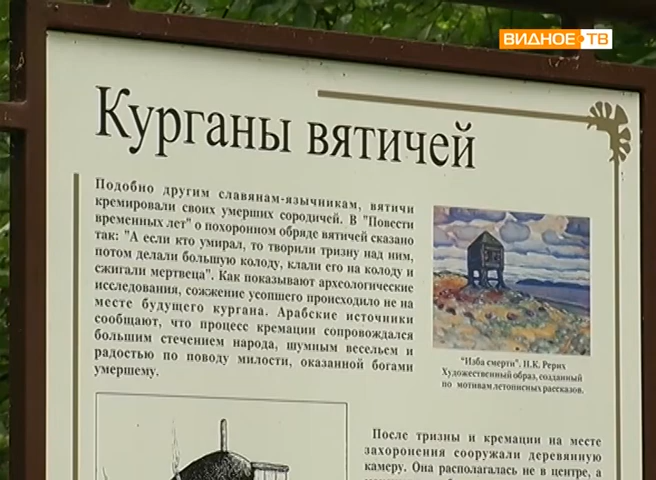 ВИДНОЕ ТВ
Курганы вятичей
Подобно другим славянам-язычникам, вятичи
кремировали своих умерших сородичей. В "Повести
временных лет" о похоронном обряде вятичей сказано
так: "А если кто умирал, то творили тризну над ним,
потом делали большую колоду, клали его на колоду и
сжигали мертвеца". Как показывают археологические
исследования, сожжение усопшего происходило не на
месте будущего кургана. Арабские источники
сообщают, что процесс кремации сопровождался
большим стечением народа, шумным весельем и
радостью по поводу милости, оказанной богами
умершему.
"Изба смерти". Н.К. Рерих
Художественный образ, созданный
по мотивам летописных рассказов.
После тризны и кремации на месте
захоронения сооружали деревянную
камеру. Она располагалась не в центре, а